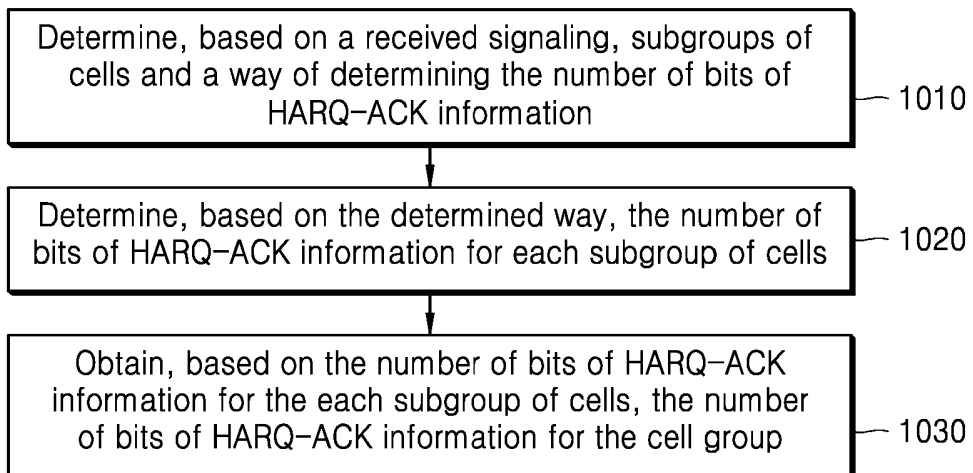 Determine, based on a received signaling, subgroups of
cells and a way of determining the number of bits of
HARQ-ACK information
1010
Determine, based on the determined way, the number of
bits of HARQ-ACK information for each subgroup of cells
1020
Obtain, based on the number of bits of HARQ-ACK
information for the each subgroup of cells, the number
of bits of HARQ-ACK information for the cell group
1030